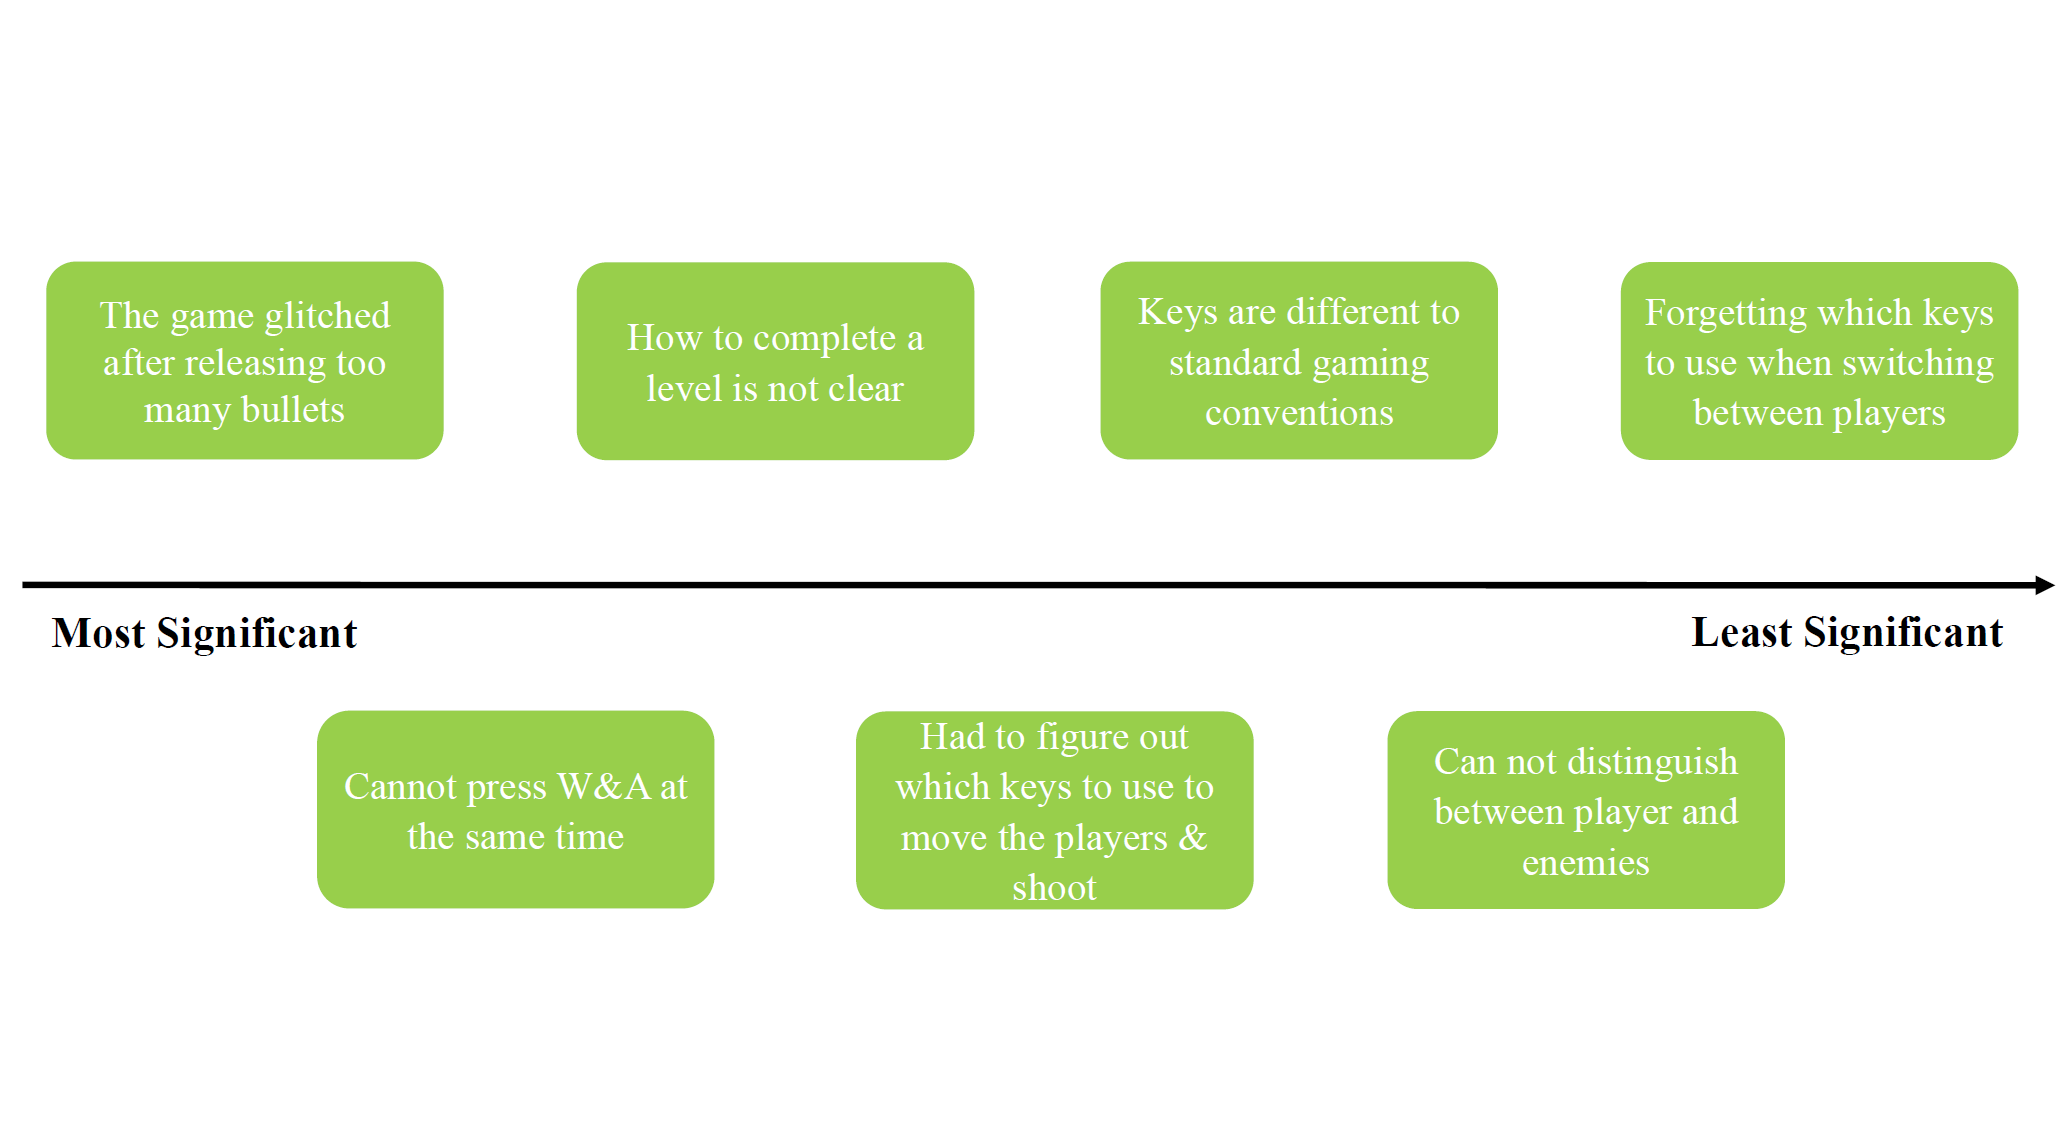 The game glitched
after releasing too
many bullets
How to complete a
level is not clear
Keys are different to
standard gaming
conventions
Forgetting which keys
to use when switching
between players
Most Significant
Least Significant
Cannot press W&A at
the same time
Had to figure out
which keys to use to
move the players &
shoot
Can not distinguish
between player and
enemies